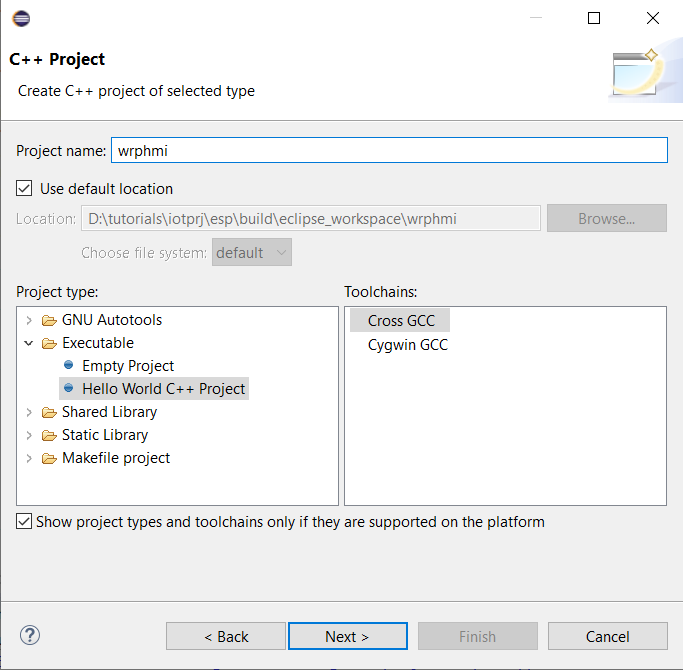 C++ Project
Create C++ project of selected type
Project name: wrphmi
Use default location
Location: D:\tutorials\iotprj\esp\build\eclipse_workspace\wrphmi Browse...
Choose file system: default
Project type: Toolchains:
GNU Autotools Cross GCC
Executable Cygwin GCC
Empty Project
Hello World C++ Project
Shared Library
Static Library
Makefile project
Show project types and toolchains only if they are supported on the platform
? < Back Next > Finish Cancel